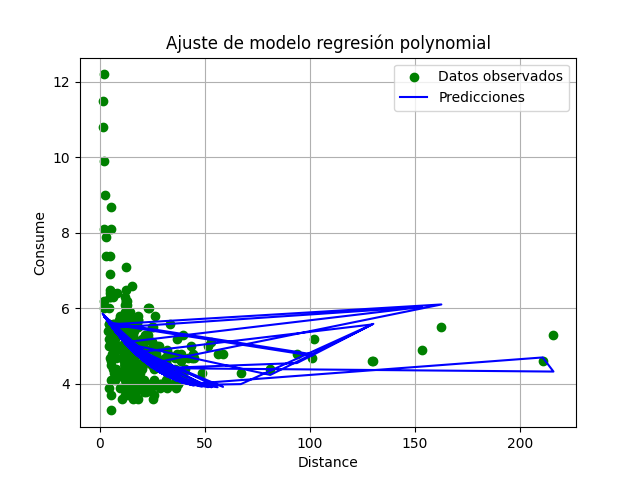 Ajuste de modelo regresión polynomial
Datos observados
Predicciones
12
10
8
6
4
Consume
0 50 100 150 200
Distance